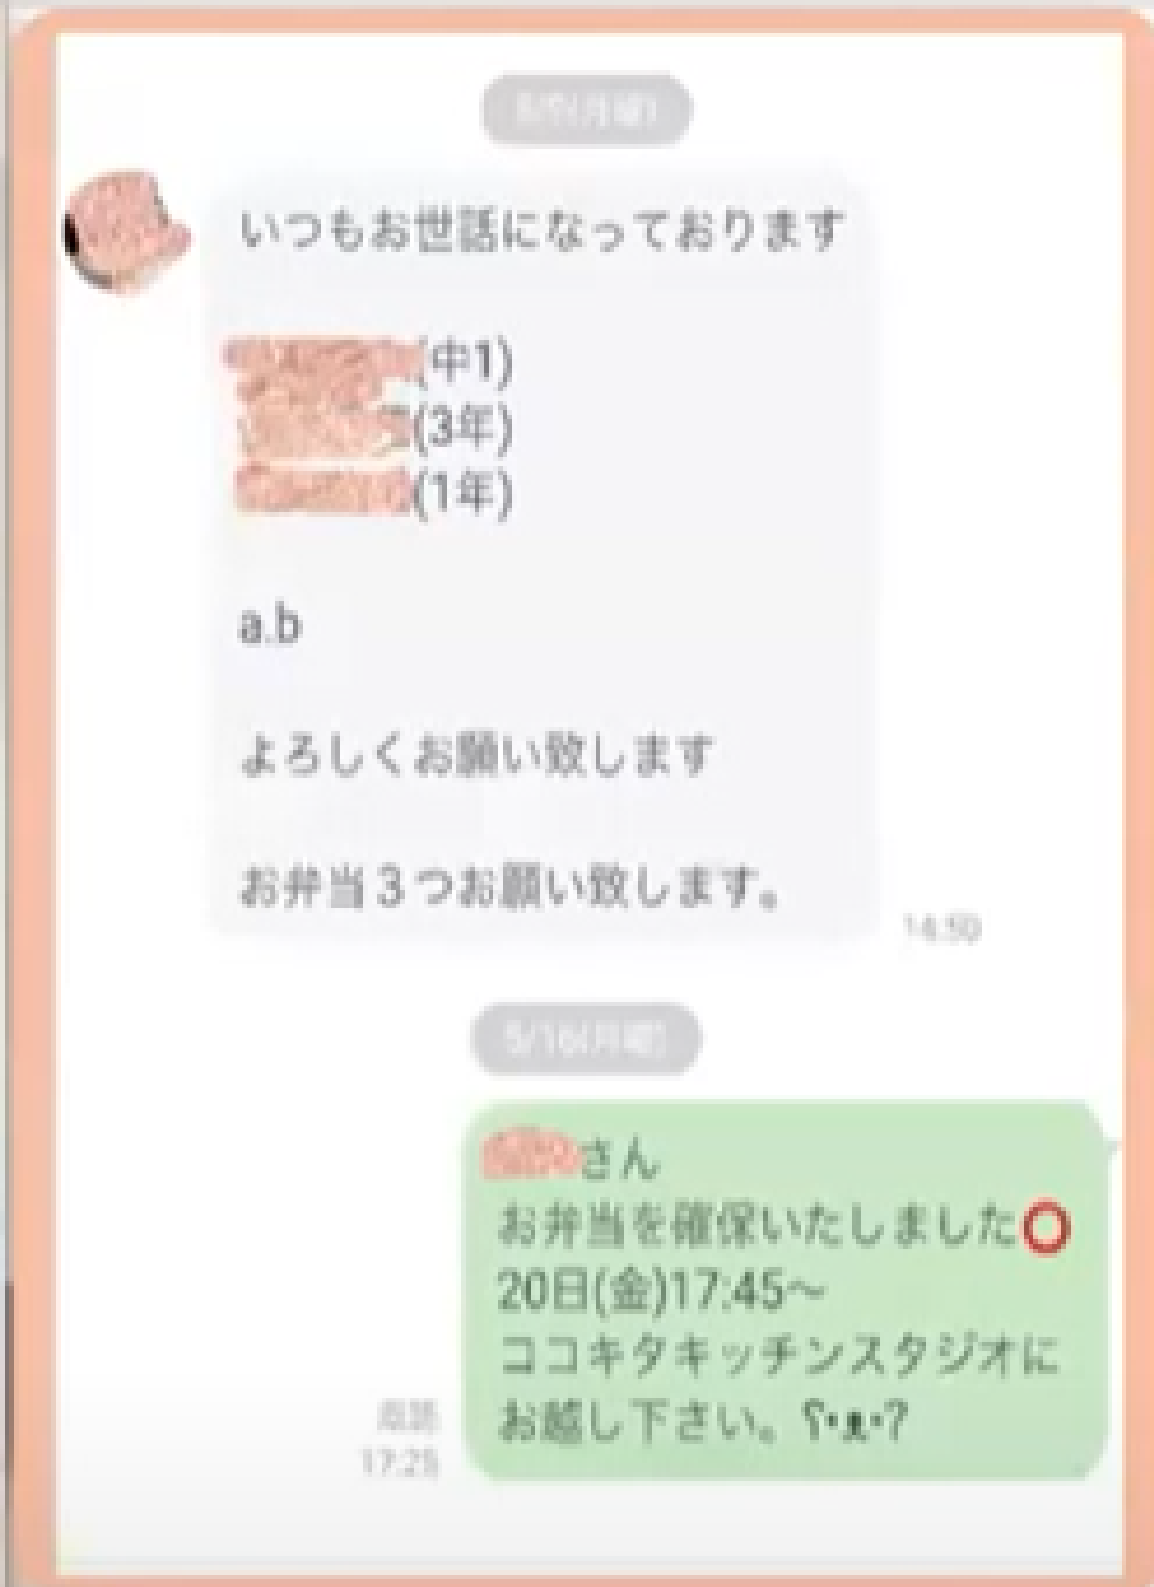 いつもお世話になっております
(中1)
(3年)
(1年)
a.b
よろしくお願い致します
お弁当３つお願い致します。
5/16(月曜)
さん
お弁当を確保いたしました⭕
20日(金)17:45〜
ココキタキッチンスタジオに
お越し下さい。ʕ•ᴥ•ʔ
17:25